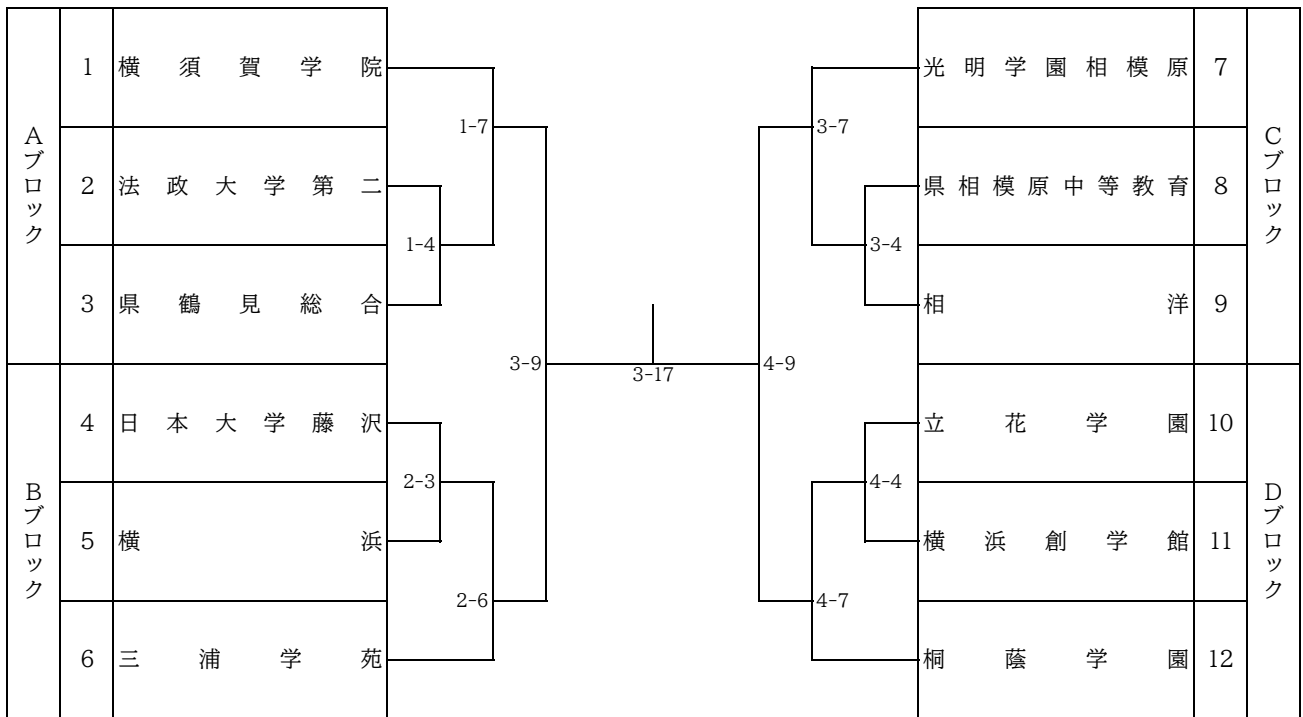 Aブロック
1 横須賀学院
2 法政大学第二
3 県鶴見総合
1-7
1-4
Bブロック
4 日本大学藤沢
5 横浜
6 三浦学苑
2-3
2-6
3-9
3-17
4-9
3-7
3-4
光明学園相模原 7
県相模原中等教育 8
相洋 9
Cブロック
4-4
4-7
立花学園 10
横浜創学館 11
桐蔭学園 12
Dブロック